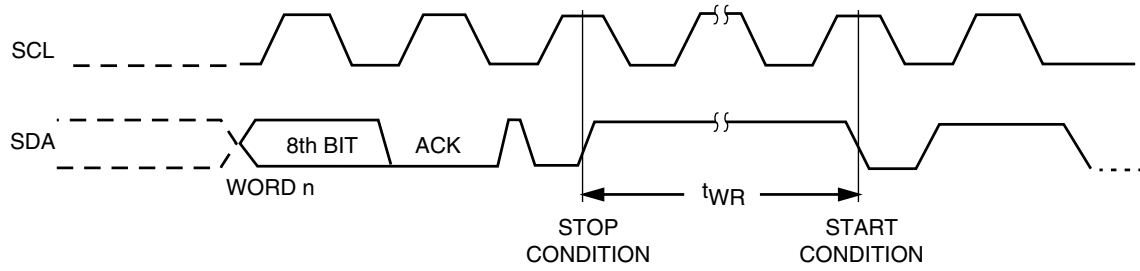 SCL
SDA
8th BIT
ACK
WORD n
tWR
STOP
CONDITION
START
CONDITION